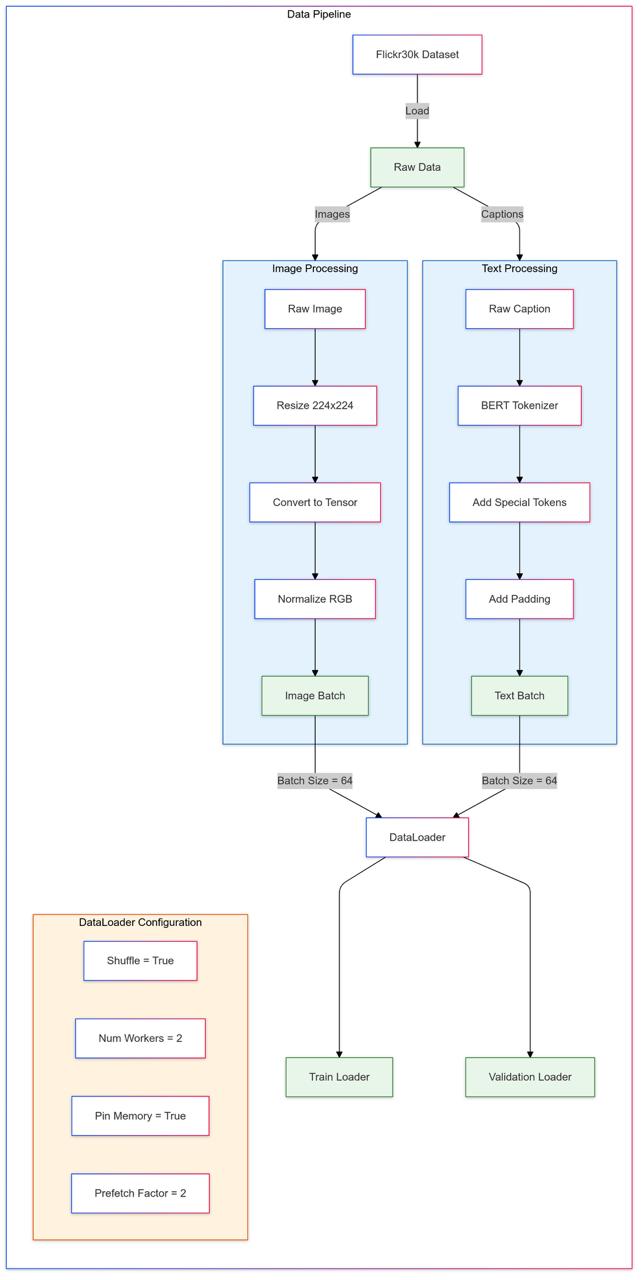 Data Pipeline
Flickr30k Dataset
Load
Raw Data
Images
Captions
Image Processing
Raw Image
Resize 224x224
Convert to Tensor
Normalize RGB
Image Batch
Text Processing
Raw Caption
BERT Tokenizer
Add Special Tokens
Add Padding
Text Batch
Batch Size = 64
Batch Size = 64
DataLoader
DataLoader Configuration
Shuffle = True
Num Workers = 2
Pin Memory = True
Prefetch Factor = 2
Train Loader
Validation Loader